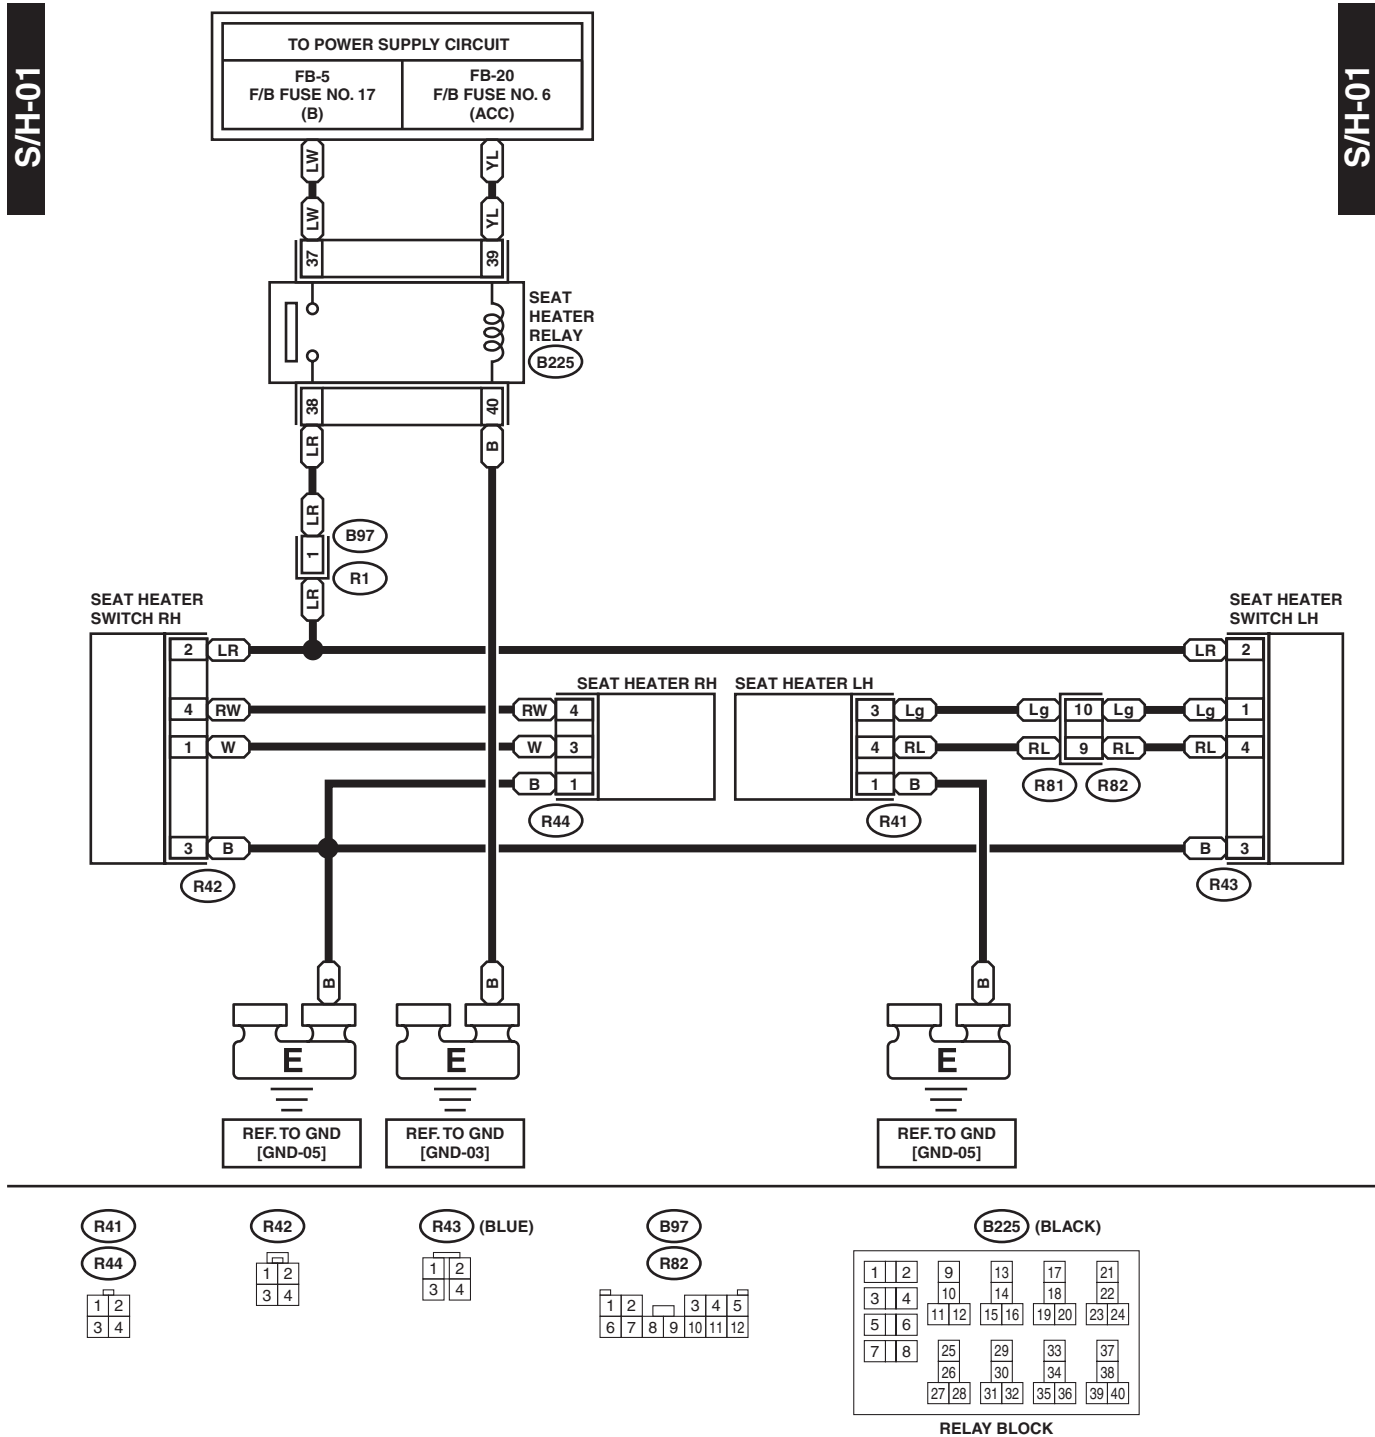 S/H-01
S/H-01
TO POWER SUPPLY CIRCUIT
FB-5
F/B FUSE NO. 17
(B)
FB-20
F/B FUSE NO. 6
(ACC)
LW
YL
LW
YL
37
39
SEAT
HEATER
RELAY
B225
38
40
LR
B
LR
B97
1
R1
LR
SEAT HEATER
SWITCH RH
SEAT HEATER
SWITCH LH
2 LR
LR 2
SEAT HEATER RH
SEAT HEATER LH
4 RW
RW 4
3 Lg
Lg 10 Lg
Lg 1
1 W
W 3
4 RL
RL 9 RL
RL 4
B 1
1 B
R81
R82
R44
R41
3 B
B 3
R42
R43
B
B
B
E
E
E
REF. TO GND
[GND-05]
REF. TO GND
[GND-03]
REF. TO GND
[GND-05]
R41
R44
1 2
3 4
R42
1 2
3 4
R43 (BLUE)
1 2
3 4
B97
R82
1 2 3 4 5
6 7 8 9 10 11 12
B225 (BLACK)
1 2
3 4
5 6
7 8
9
10
11 12
13
14
15 16
17
18
19 20
21
22
23 24
25
26
27 28
29
30
31 32
33
34
35 36
37
38
39 40
RELAY BLOCK